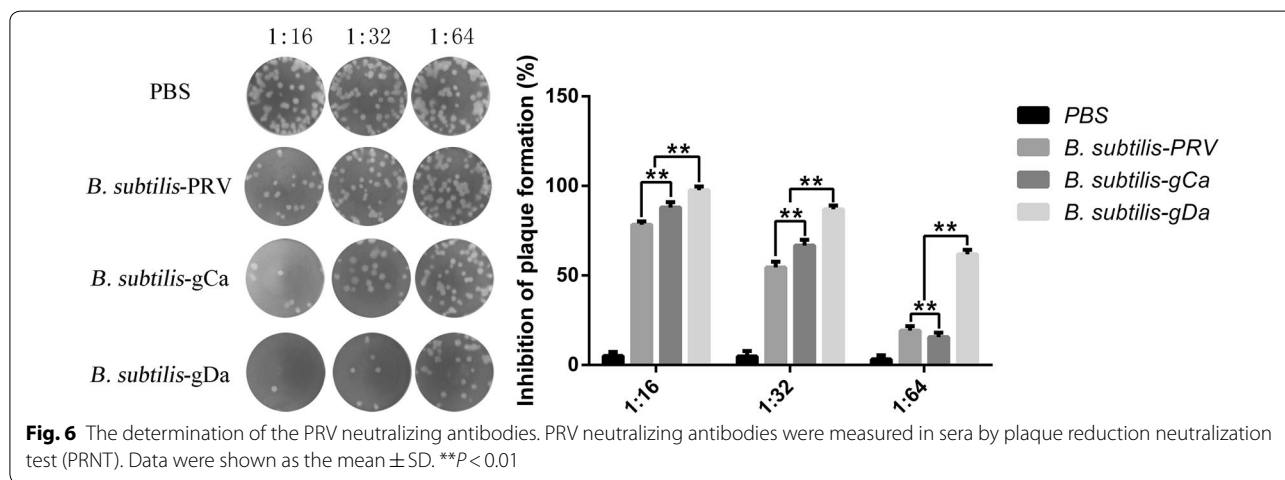 1:16 1:32 1:64
PBS
B. subtilis-PRV
B. subtilis-gCa
B. subtilis-gDa
Inhibition of plaque formation (%)
150
100
50
0
** ** ** ** ** **
1:16 1:32 1:64
PBS
B. subtilis-PRV
B. subtilis-gCa
B. subtilis-gDa
Fig. 6 The determination of the PRV neutralizing antibodies. PRV neutralizing antibodies were measured in sera by plaque reduction neutralization
test (PRNT). Data were shown as the mean ± SD. **P < 0.01